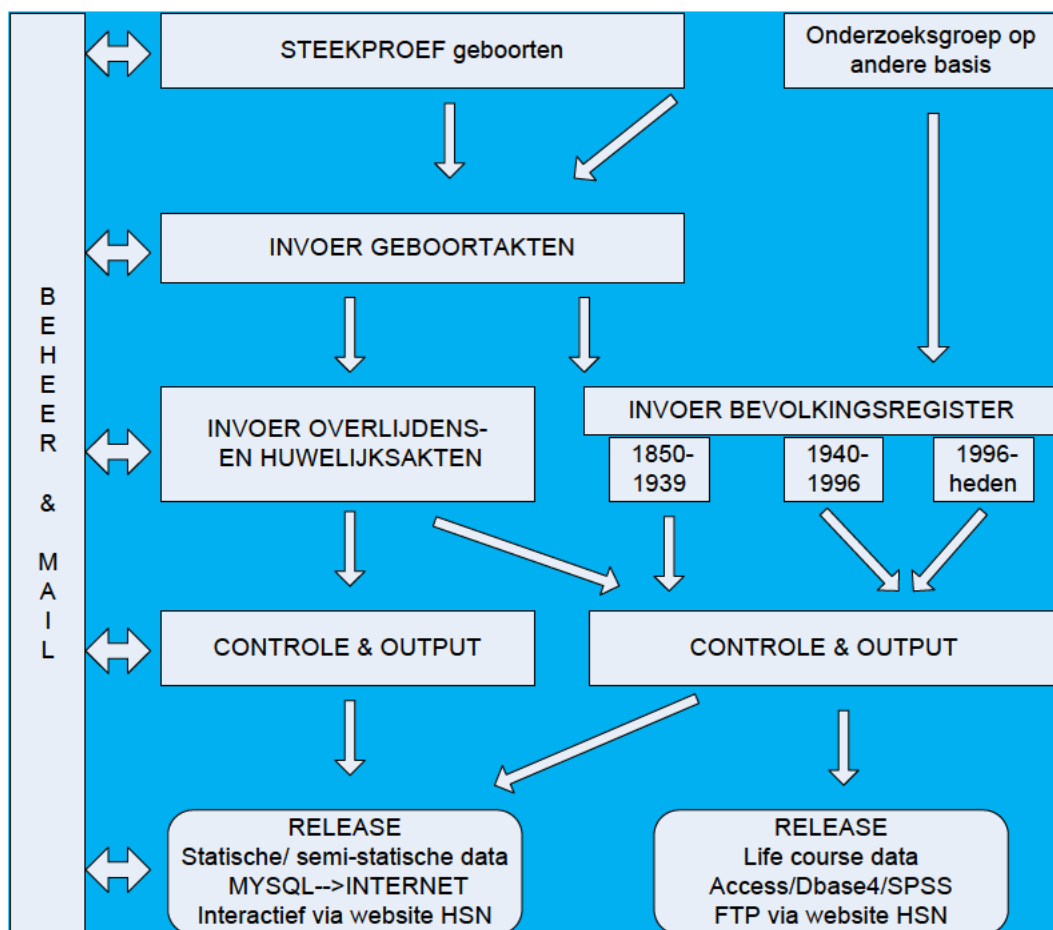 STEEKPROEF geboorten
Onderzoeksgroep op
andere basis
INVOER GEBOORTAKTEN
B
E
H
E
E
R
&
M
A
I
L
INVOER OVERLIJDENS-
EN HUWELIJKSAKTEN
INVOER BEVOLKINGSREGISTER
1850-
1939
1940-
1996
1996-
heden
CONTROLE & OUTPUT
CONTROLE & OUTPUT
RELEASE
Statische/ semi-statische data
MYSQL-->INTERNET
Interactief via website HSN
RELEASE
Life course data
Access/Dbase4/SPSS
FTP via website HSN